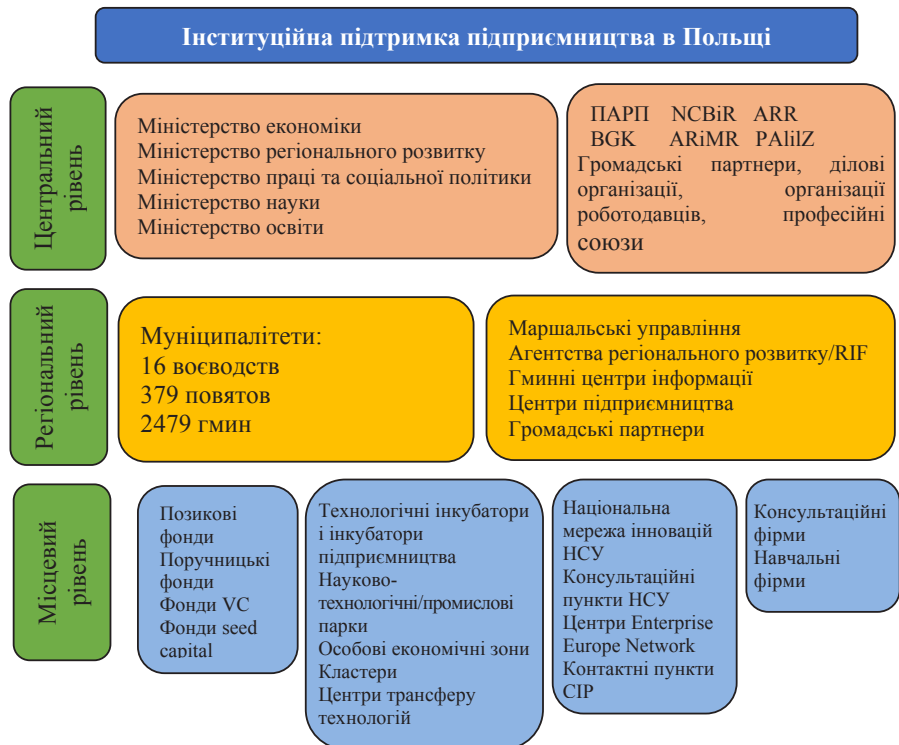 Інституційна підтримка підприємництва в Польщі
Центральний
рівень
Міністерство економіки
Міністерство регіонального розвитку
Міністерство праці та соціальної політики
Міністерство науки
Міністерство освіти
ПАРП NCBiR ARR
BGK ARiMR PAlilZ
Громадські партнери, ділові
організації, організації
роботодавців, професійні
союзи
Регіональний
рівень
Муніципалітети:
16 воєводств
379 повятов
2479 гмин
Маршальські управління
Агентства регіонального розвитку/RIF
Гминні центри інформації
Центри підприємництва
Громадські партнери
Місцевий
рівень
Позикові
фонди
Поручницькі
фонди
Фонди VC
Фонди seed
capital
Технологічні інкубатори
і інкубатори
підприємництва
Науково-
технологічні/промислові
парки
Особові економічні зони
Кластери
Центри трансферу
технологій
Національна
мережа інновацій
НСУ
Консультаційні
пункти НСУ
Центри Enterprise
Europe Network
Контактні пункти
CIP
Консультаційні
фірми
Навчальні
фірми